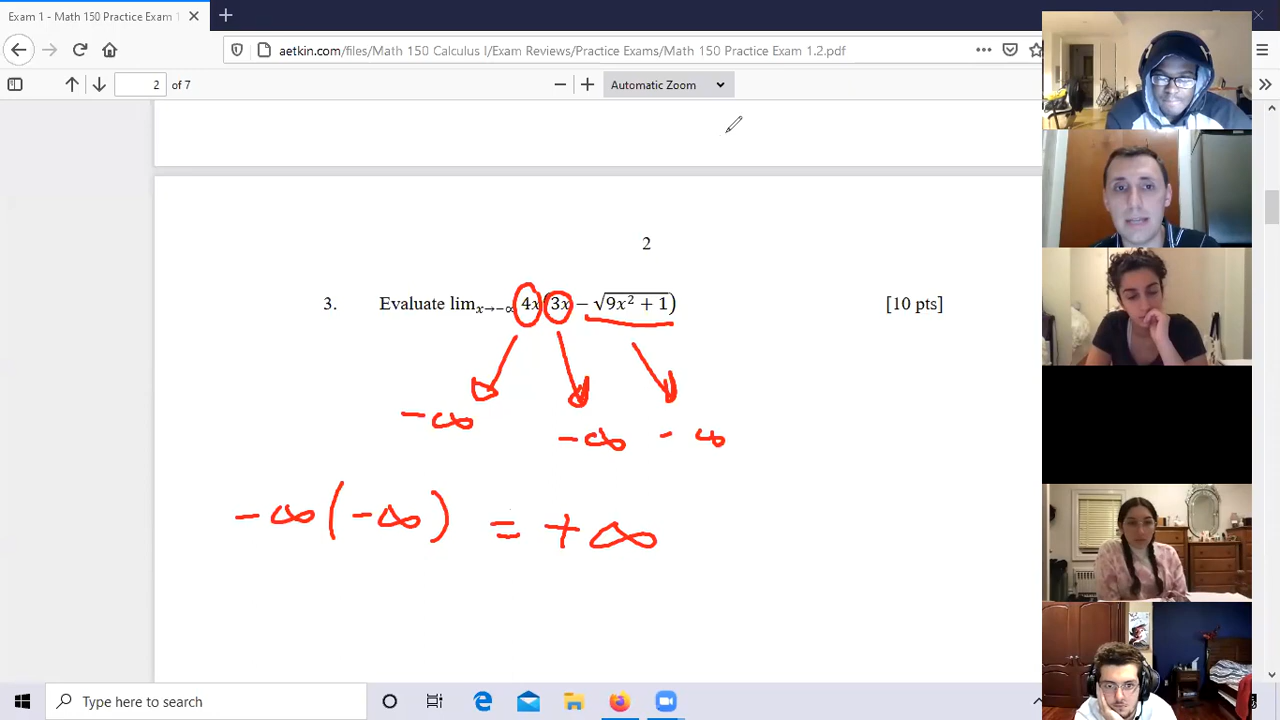 Exam 1 - Math 150 Practice Exam 1
aetkin.com/files/Math 150 Calculus I/Exam Reviews/Practice Exams/Math 150 Practice Exam 1.2.pdf
2 of 7
Automatic Zoom
2
3. Evaluate lim x→-∞ 4x(3x − √9x² + 1) [10 pts]
-∞
-∞ - ∞
-∞(-∞) = +∞
Type here to search